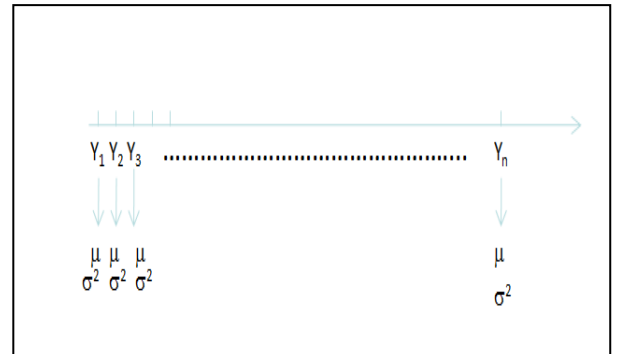 Y₁ Y₂ Y₃ ................................................. Yₙ
μ μ μ μ
σ² σ² σ² σ²